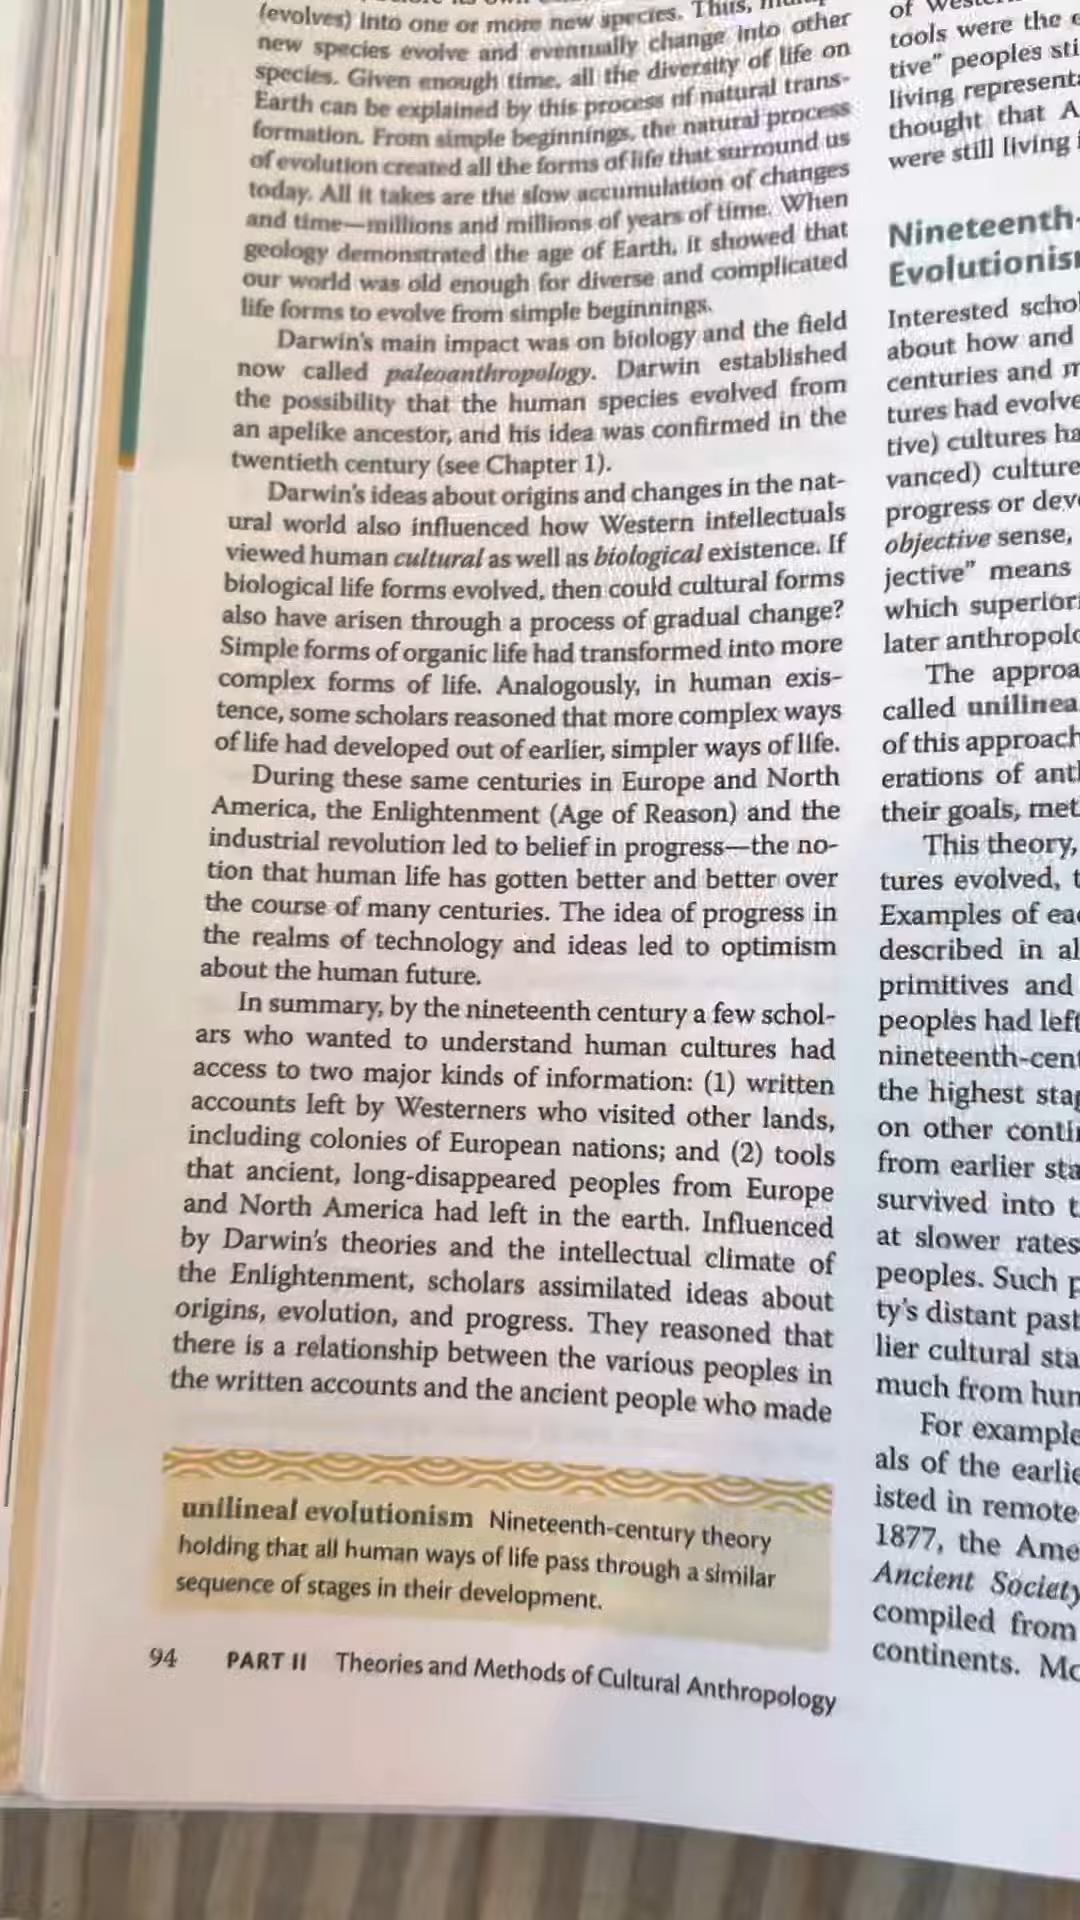 (evolves) into one or more new species. Thus,
new species evolve and eventually change into other
species. Given enough time, all the diversity of life on
Earth can be explained by this process of natural trans-
formation. From simple beginnings, the natural process
of evolution created all the forms of life that surround us
today. All it takes are the slow accumulation of changes
and time—millions and millions of years of time. When
geology demonstrated the age of Earth, it showed that
our world was old enough for diverse and complicated
life forms to evolve from simple beginnings.
Darwin's main impact was on biology and the field
now called paleoanthropology. Darwin established
the possibility that the human species evolved from
an apelike ancestor, and his idea was confirmed in the
twentieth century (see Chapter 1).
Darwin's ideas about origins and changes in the nat-
ural world also influenced how Western intellectuals
viewed human cultural as well as biological existence. If
biological life forms evolved, then could cultural forms
also have arisen through a process of gradual change?
Simple forms of organic life had transformed into more
complex forms of life. Analogously, in human exis-
tence, some scholars reasoned that more complex ways
of life had developed out of earlier, simpler ways of life.
During these same centuries in Europe and North
America, the Enlightenment (Age of Reason) and the
industrial revolution led to belief in progress—the no-
tion that human life has gotten better and better over
the course of many centuries. The idea of progress in
the realms of technology and ideas led to optimism
about the human future.
In summary, by the nineteenth century a few schol-
ars who wanted to understand human cultures had
access to two major kinds of information: (1) written
accounts left by Westerners who visited other lands,
including colonies of European nations; and (2) tools
that ancient, long-disappeared peoples from Europe
and North America had left in the earth. Influenced
by Darwin's theories and the intellectual climate of
the Enlightenment, scholars assimilated ideas about
origins, evolution, and progress. They reasoned that
there is a relationship between the various peoples in
the written accounts and the ancient people who made
unilineal evolutionism Nineteenth-century theory
holding that all human ways of life pass through a similar
sequence of stages in their development.
94 PART II Theories and Methods of Cultural Anthropology
of
tools were the
tive" peoples sti
living represent
thought that A
were still living
Nineteenth-
Evolutionis
Interested schol
about how and
centuries and m
tures had evolve
tive) cultures ha
vanced) culture
progress or deve
objective sense,
jective" means
which superiori
later anthropolo
The approa
called unilinea
of this approach
erations of anth
their goals, met
This theory,
tures evolved, t
Examples of eac
described in al
primitives and
peoples had left
nineteenth-cent
the highest stag
on other contin
from earlier sta
survived into t
at slower rates
peoples. Such p
ty's distant past
lier cultural sta
much from hun
For example
als of the earlie
isted in remote
1877, the Ame
Ancient Society
compiled from
continents. Mo